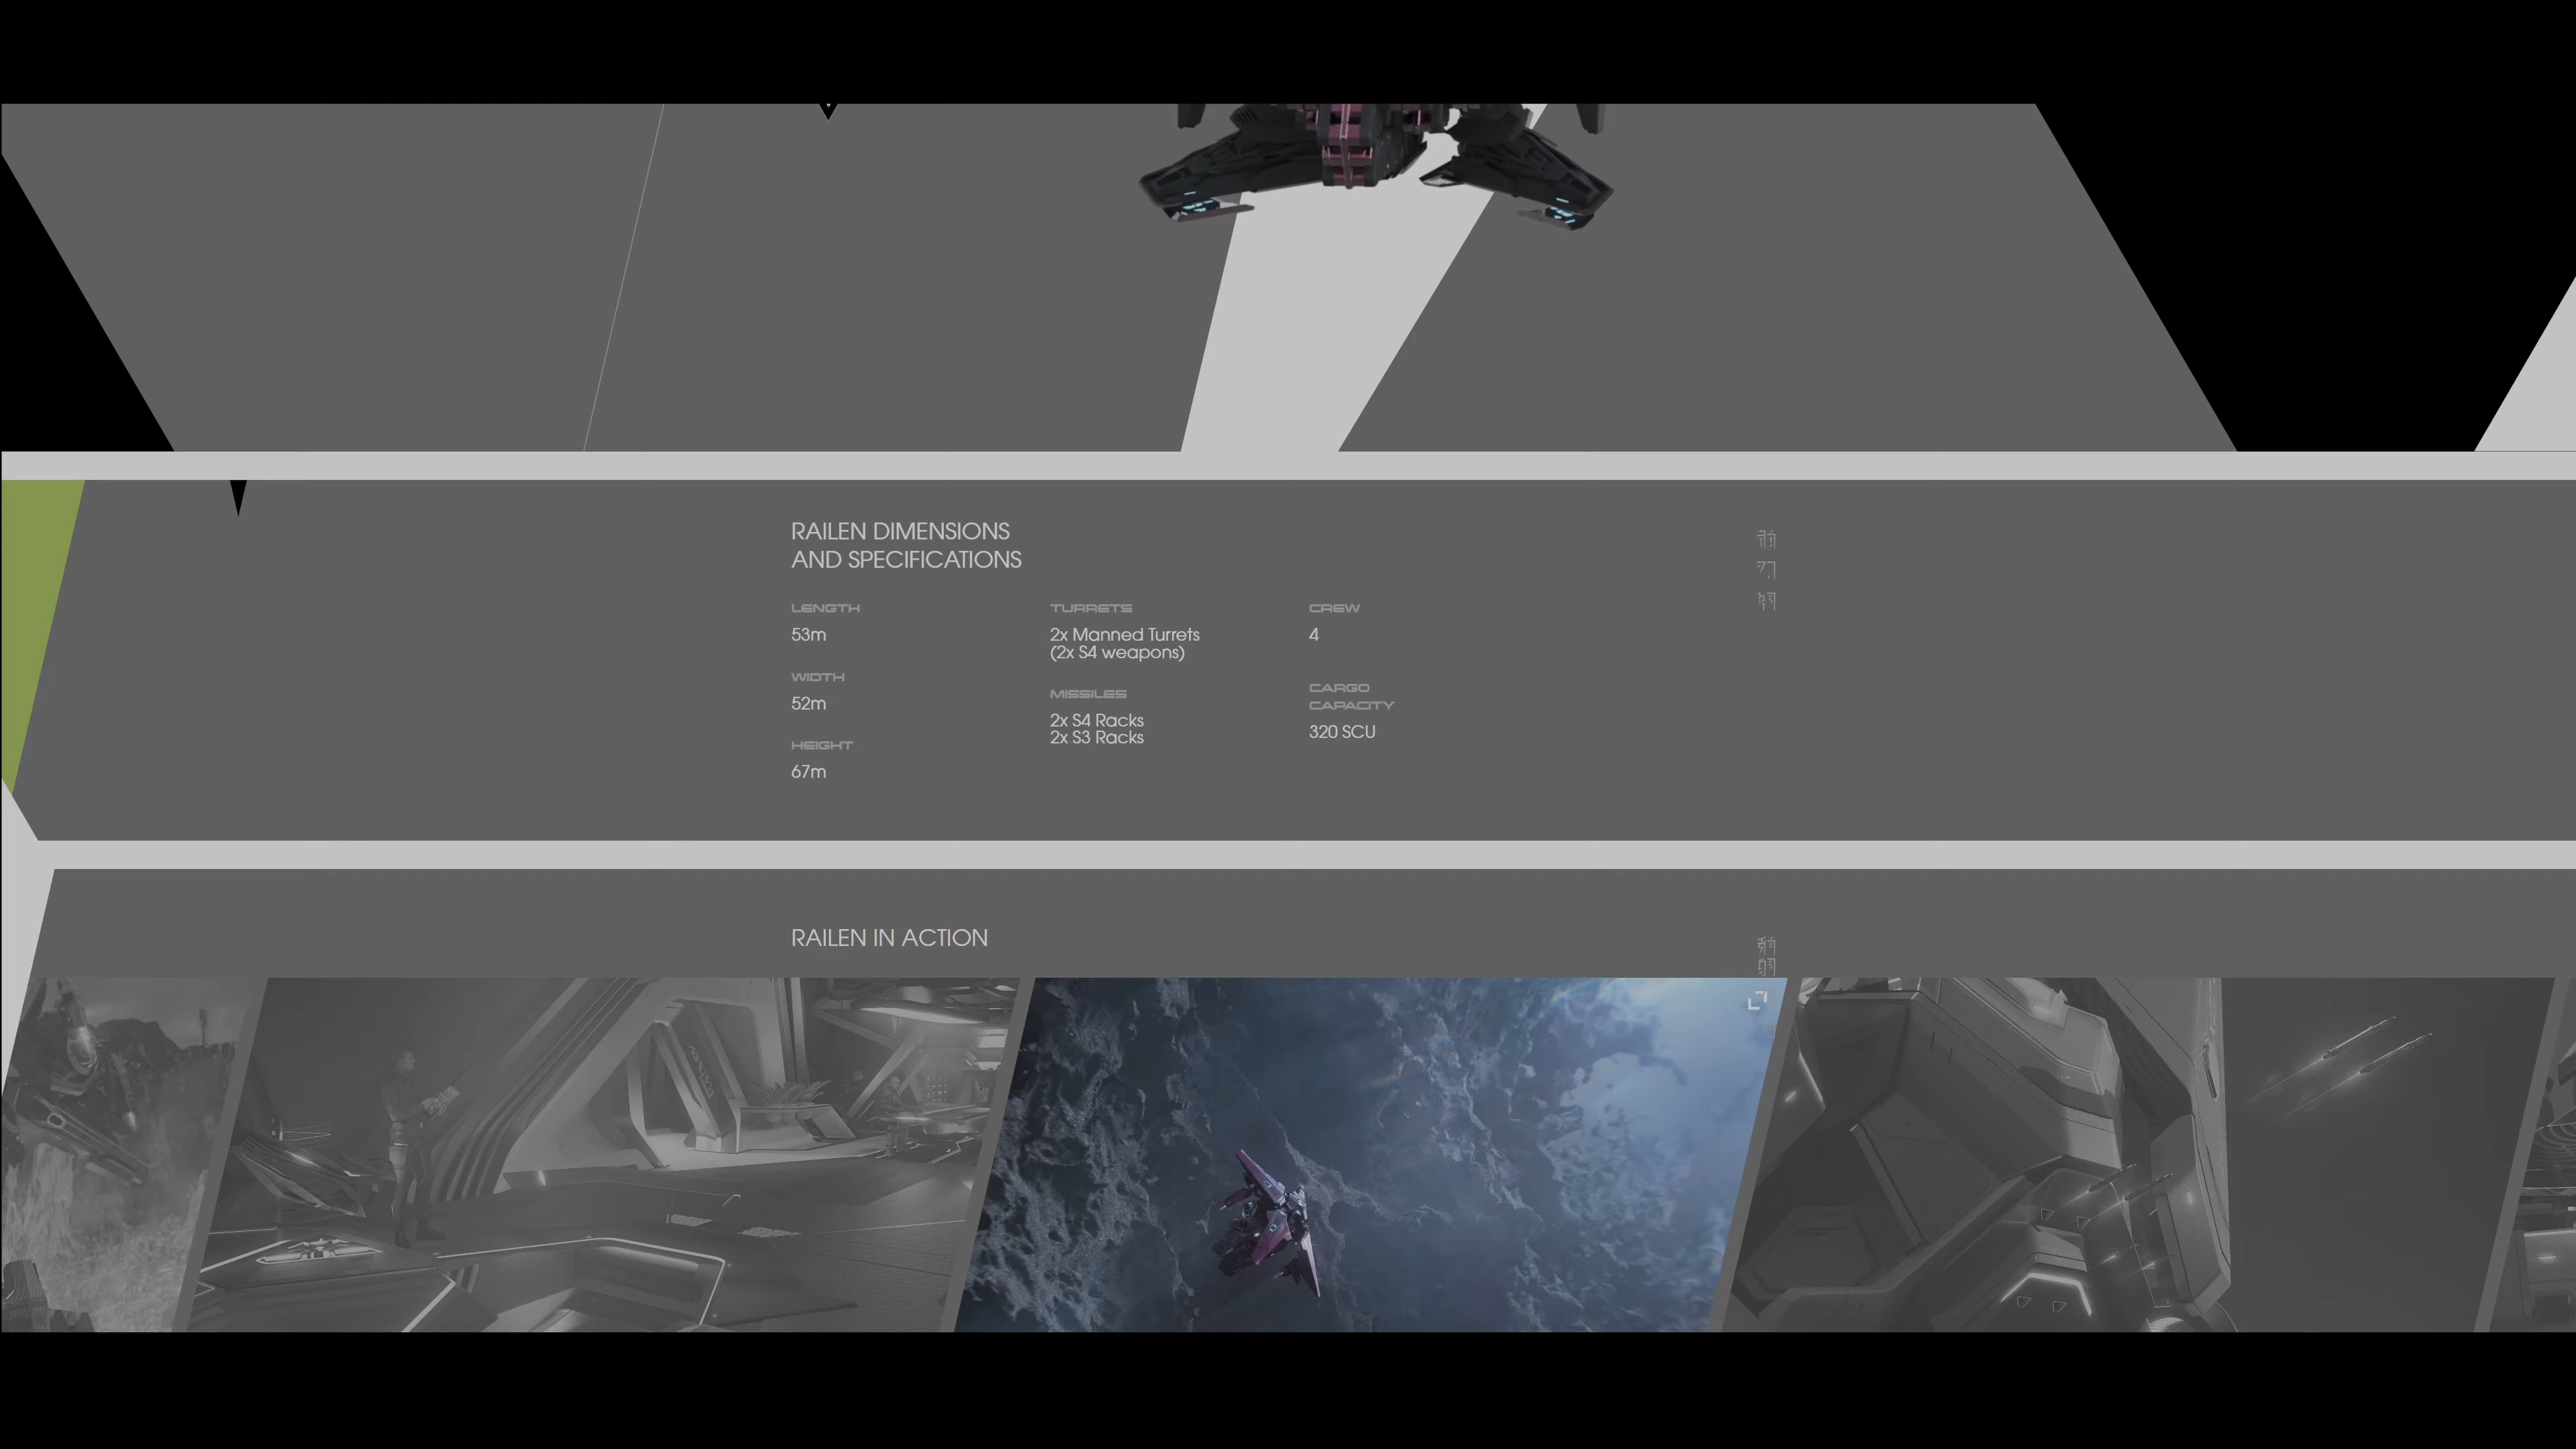 RAILEN DIMENSIONS
AND SPECIFICATIONS
LENGTH
53m
WIDTH
52m
HEIGHT
67m
TURRETS
2x Manned Turrets
(2x S4 weapons)
MISSILES
2x S4 Racks
2x S3 Racks
CREW
4
CARGO
CAPACITY
320 SCU
RAILEN IN ACTION